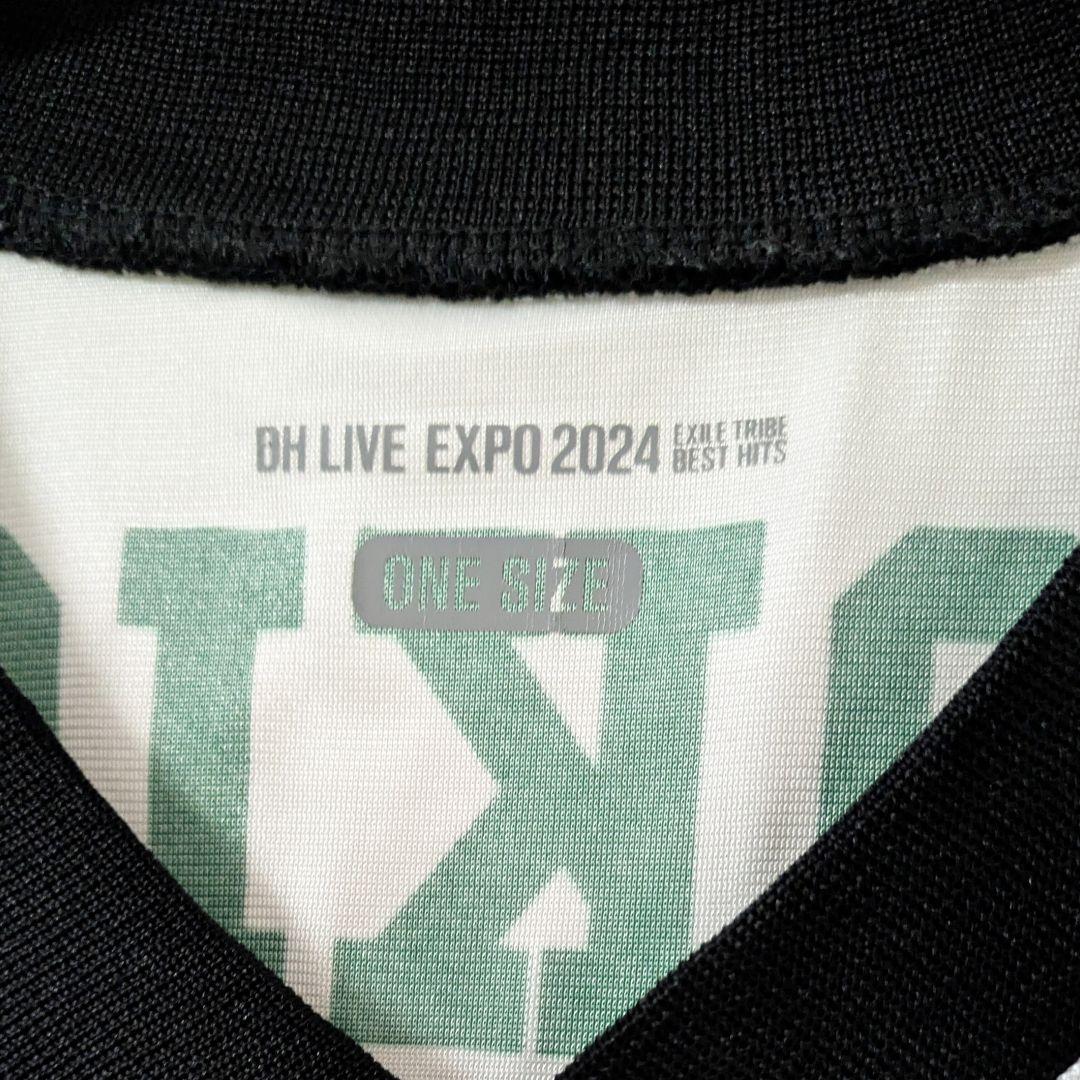 BH LIVE EXPO 2024 EXILE TRIBE
BEST HITS
ONE SIZE